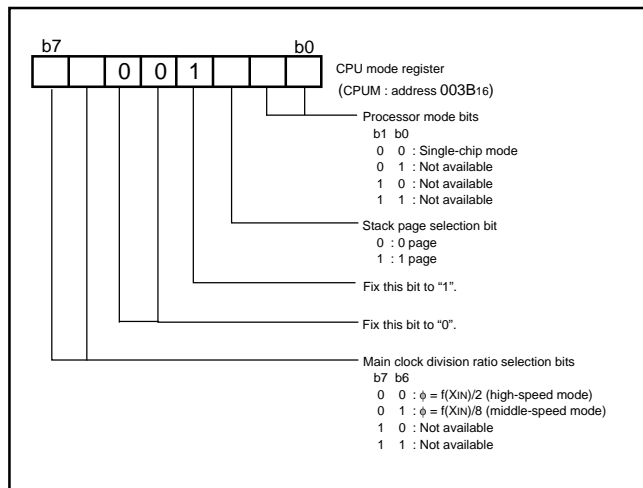 b7 b0
0 0 1
CPU mode register
(CPUM : address 003B16)
Processor mode bits
b1 b0
0 0 : Single-chip mode
0 1 : Not available
1 0 : Not available
1 1 : Not available
Stack page selection bit
0 : 0 page
1 : 1 page
Fix this bit to “1”.
Fix this bit to “0”.
Main clock division ratio selection bits
b7 b6
0 0 : φ = f(XIN)/2 (high-speed mode)
0 1 : φ = f(XIN)/8 (middle-speed mode)
1 0 : Not available
1 1 : Not available